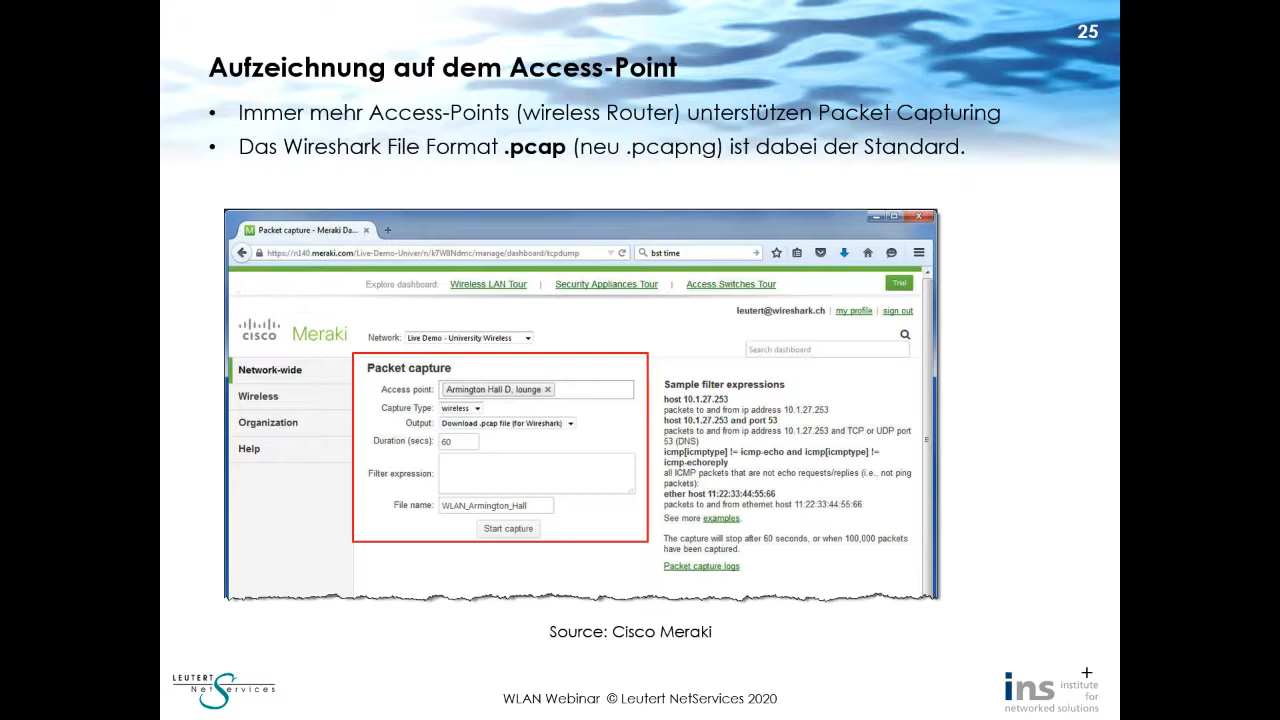 25
Aufzeichnung auf dem Access-Point
• Immer mehr Access-Points (wireless Router) unterstützen Packet Capturing
• Das Wireshark File Format .pcap (neu .pcapng) ist dabei der Standard.
Packet capture - Meraki Da...
https://n140.meraki.com/Live-Demo-Univer/n/k7W8Ndmc/manage/dashboard/tcpdump
bst time
Explore dashboard: Wireless LAN Tour | Security Appliances Tour | Access Switches Tour
Trial
leutert@wireshark.ch | my profile | sign out
cisco Meraki
Network: Live Demo - University Wireless
Search dashboard
Network-wide
Wireless
Organization
Help
Packet capture
Access point: Armington Hall D, lounge
Capture Type: wireless
Output: Download .pcap file (for Wireshark)
Duration (secs): 60
Filter expression:
File name: WLAN_Armington_Hall
Start capture
Sample filter expressions
host 10.1.27.253
packets to and from ip address 10.1.27.253
host 10.1.27.253 and port 53
packets to and from ip address 10.1.27.253 and TCP or UDP port
53 (DNS)
icmp[icmptype] != icmp-echo and icmp[icmptype] !=
icmp-echoreply
all ICMP packets that are not echo requests/replies (i.e., not ping
packets):
ether host 11:22:33:44:55:66
packets to and from ethernet host 11:22:33:44:55:66
See more examples.
The capture will stop after 60 seconds, or when 100,000 packets
have been captured.
Packet capture logs
Source: Cisco Meraki
LEUTERT
NetServices
WLAN Webinar © Leutert NetServices 2020
ins institute
for
networked solutions